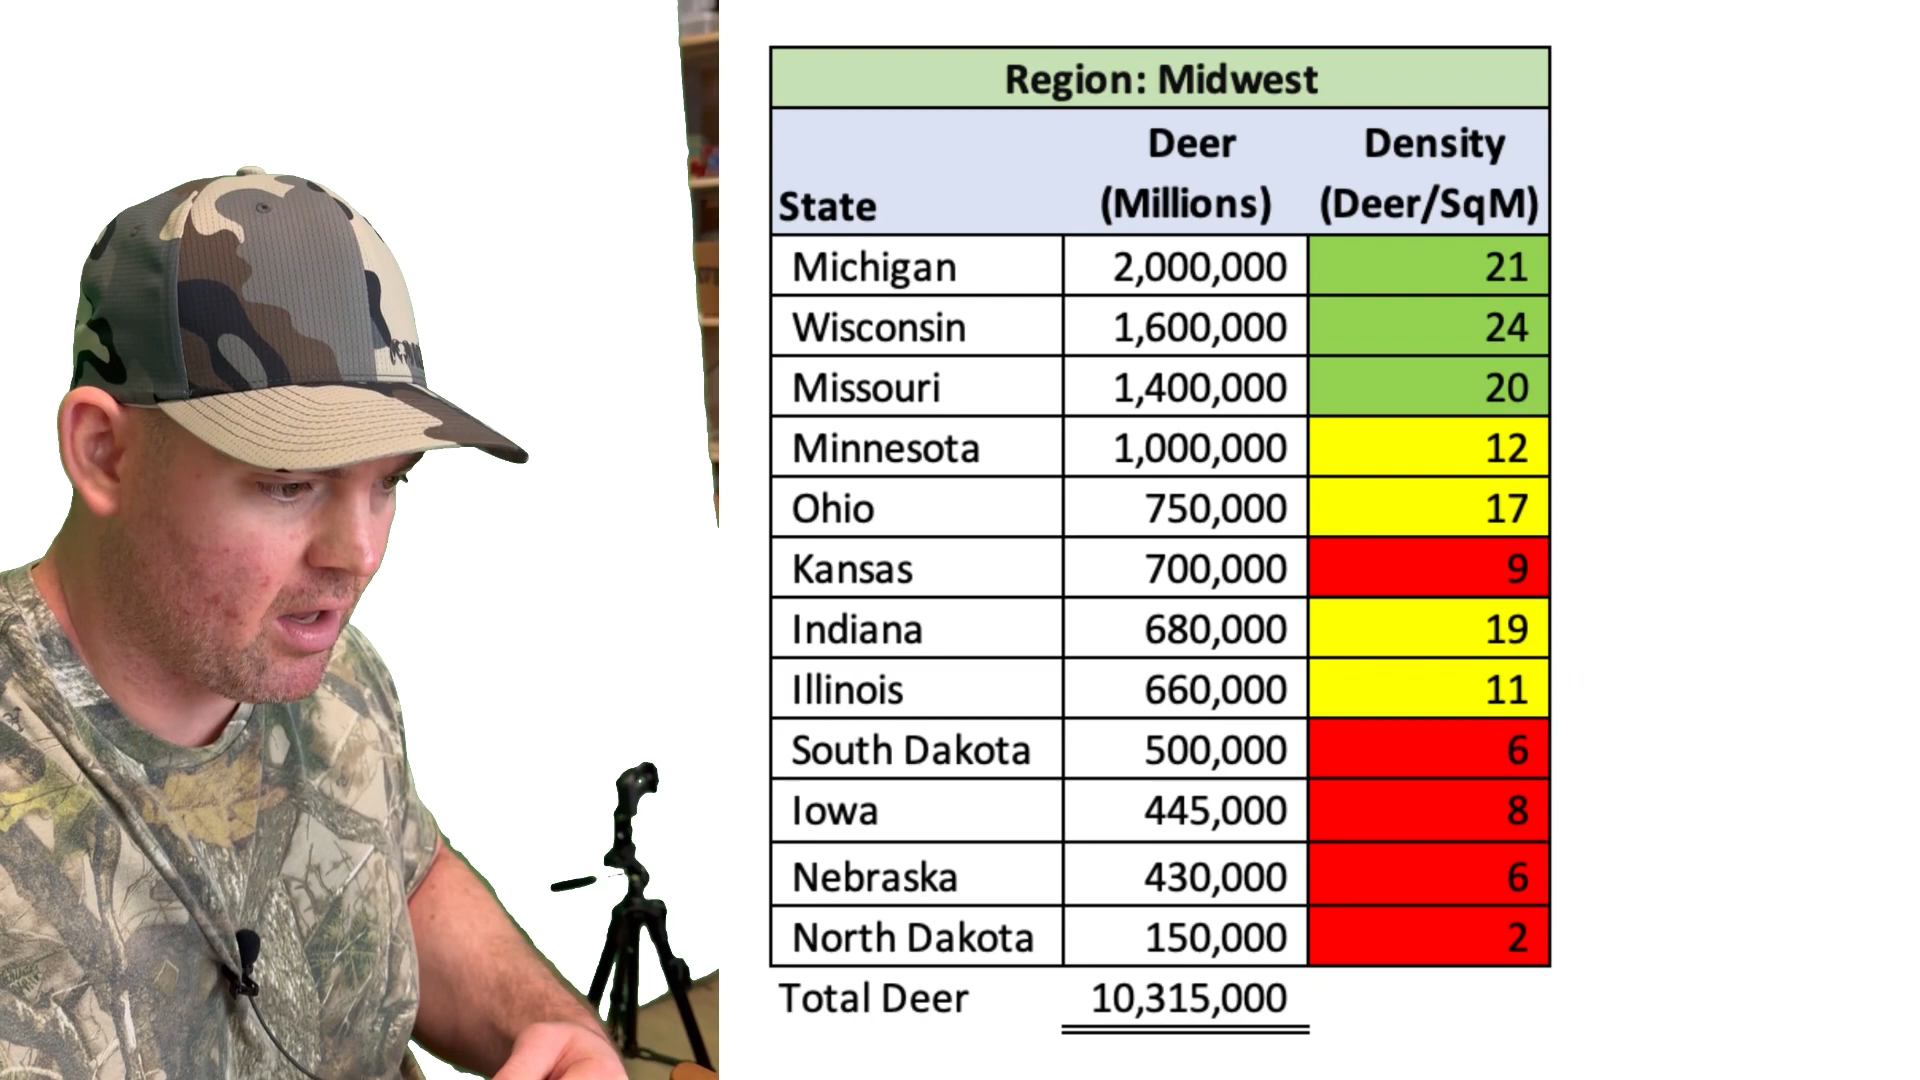 Region: Midwest
State Deer (Millions) Density (Deer/SqM)
Michigan 2,000,000 21
Wisconsin 1,600,000 24
Missouri 1,400,000 20
Minnesota 1,000,000 12
Ohio 750,000 17
Kansas 700,000 9
Indiana 680,000 19
Illinois 660,000 11
South Dakota 500,000 6
Iowa 445,000 8
Nebraska 430,000 6
North Dakota 150,000 2
Total Deer 10,315,000